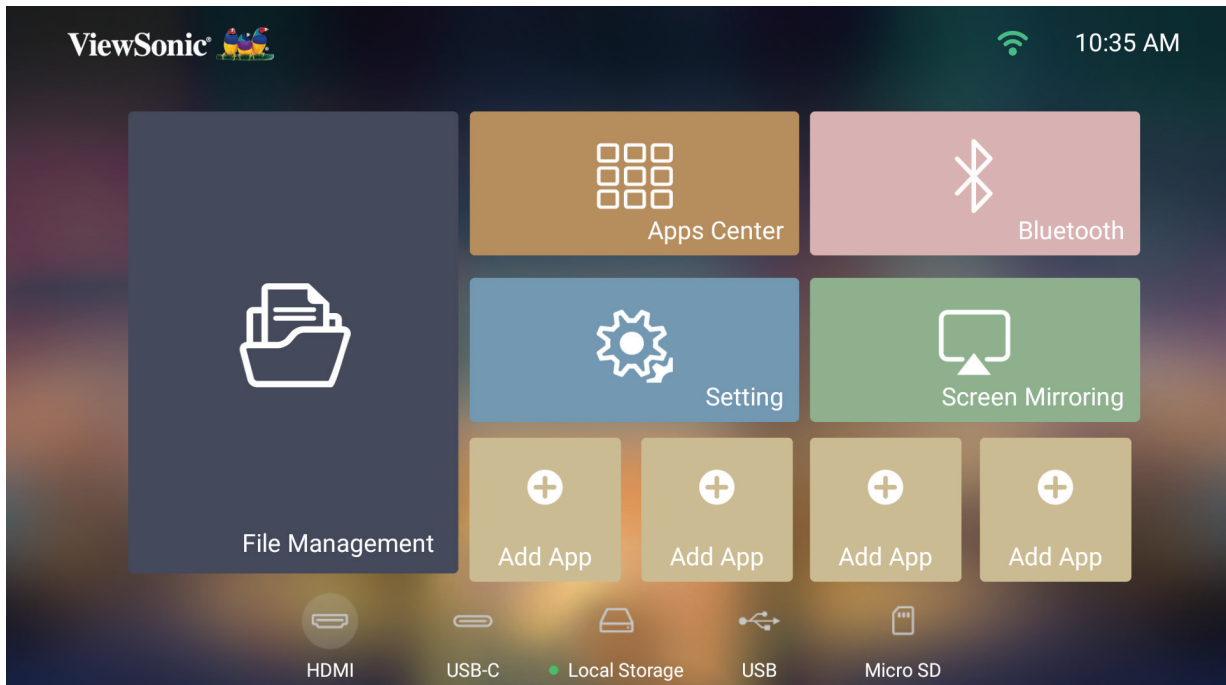 ViewSonic®
10:35 AM
Apps Center
Bluetooth
Setting
Screen Mirroring
File Management
Add App
Add App
Add App
Add App
HDMI
USB-C
Local Storage
USB
Micro SD